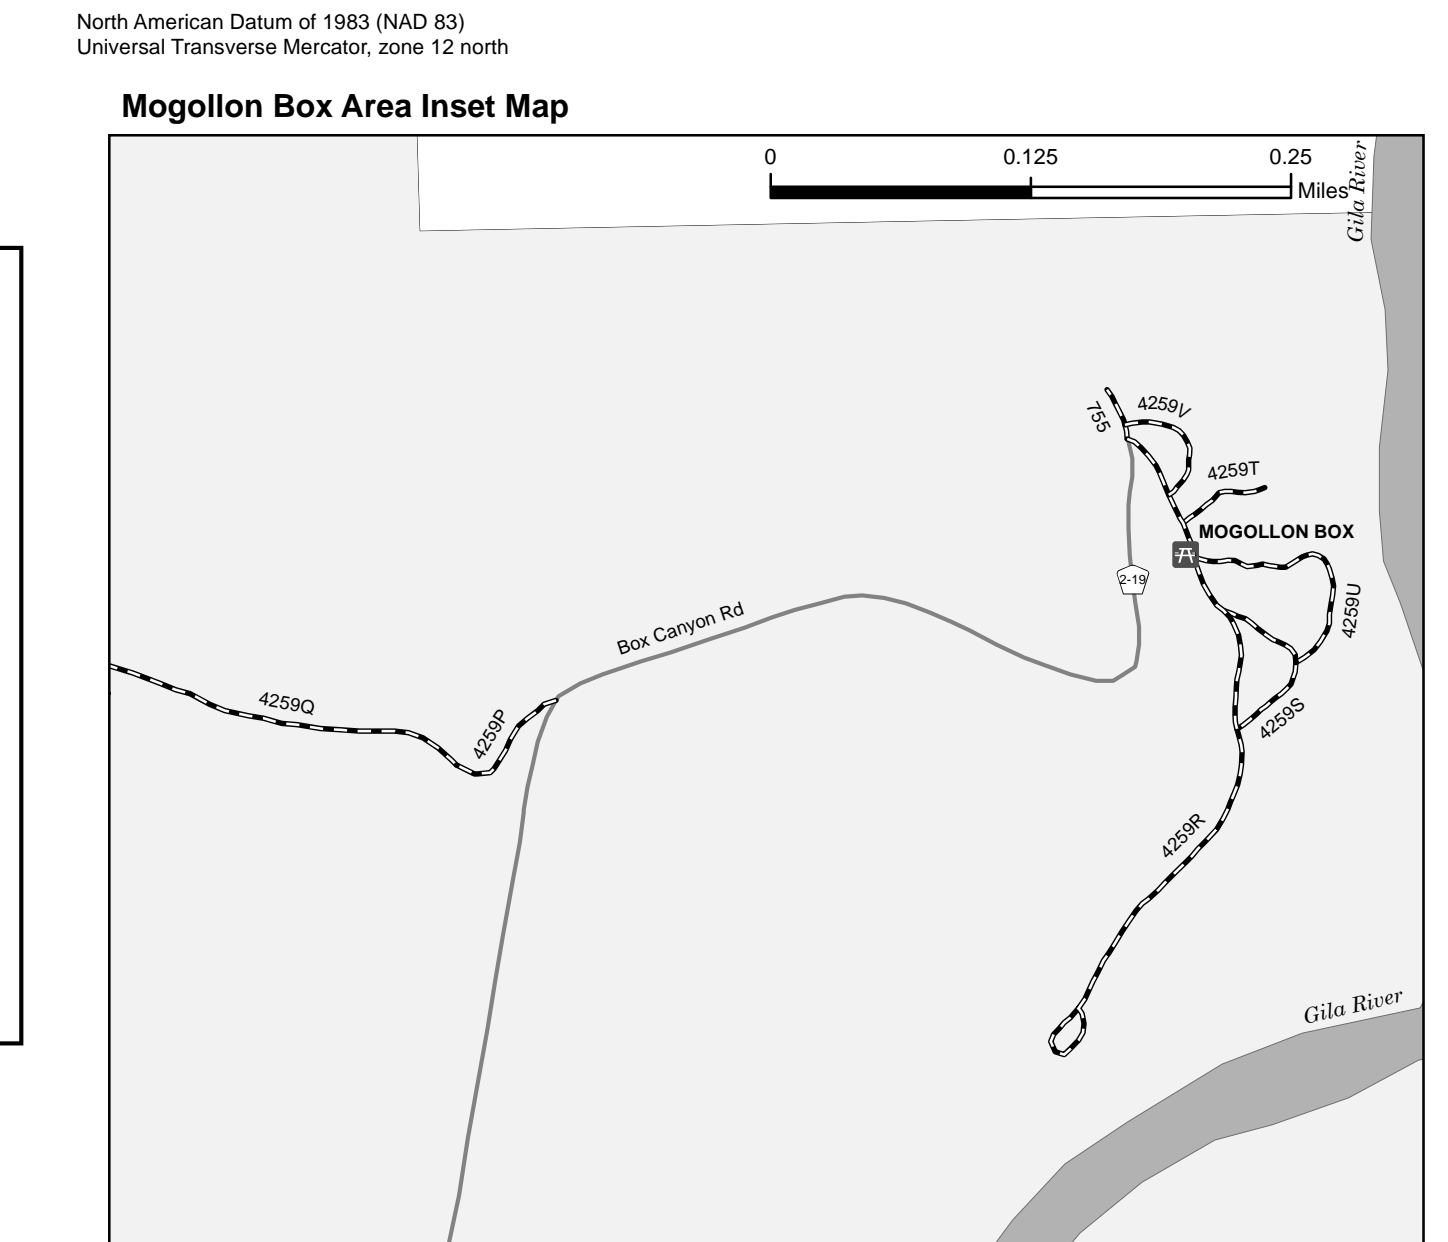 North American Datum of 1983 (NAD 83)
Universal Transverse Mercator, zone 12 north
Mogollon Box Area Inset Map
0 0.125 0.25
Miles
Gila River
755
4259V
4259T
MOGOLLON BOX
2-19
4259U
Box Canyon Rd
4259Q
4259P
4259S
4259R
Gila River